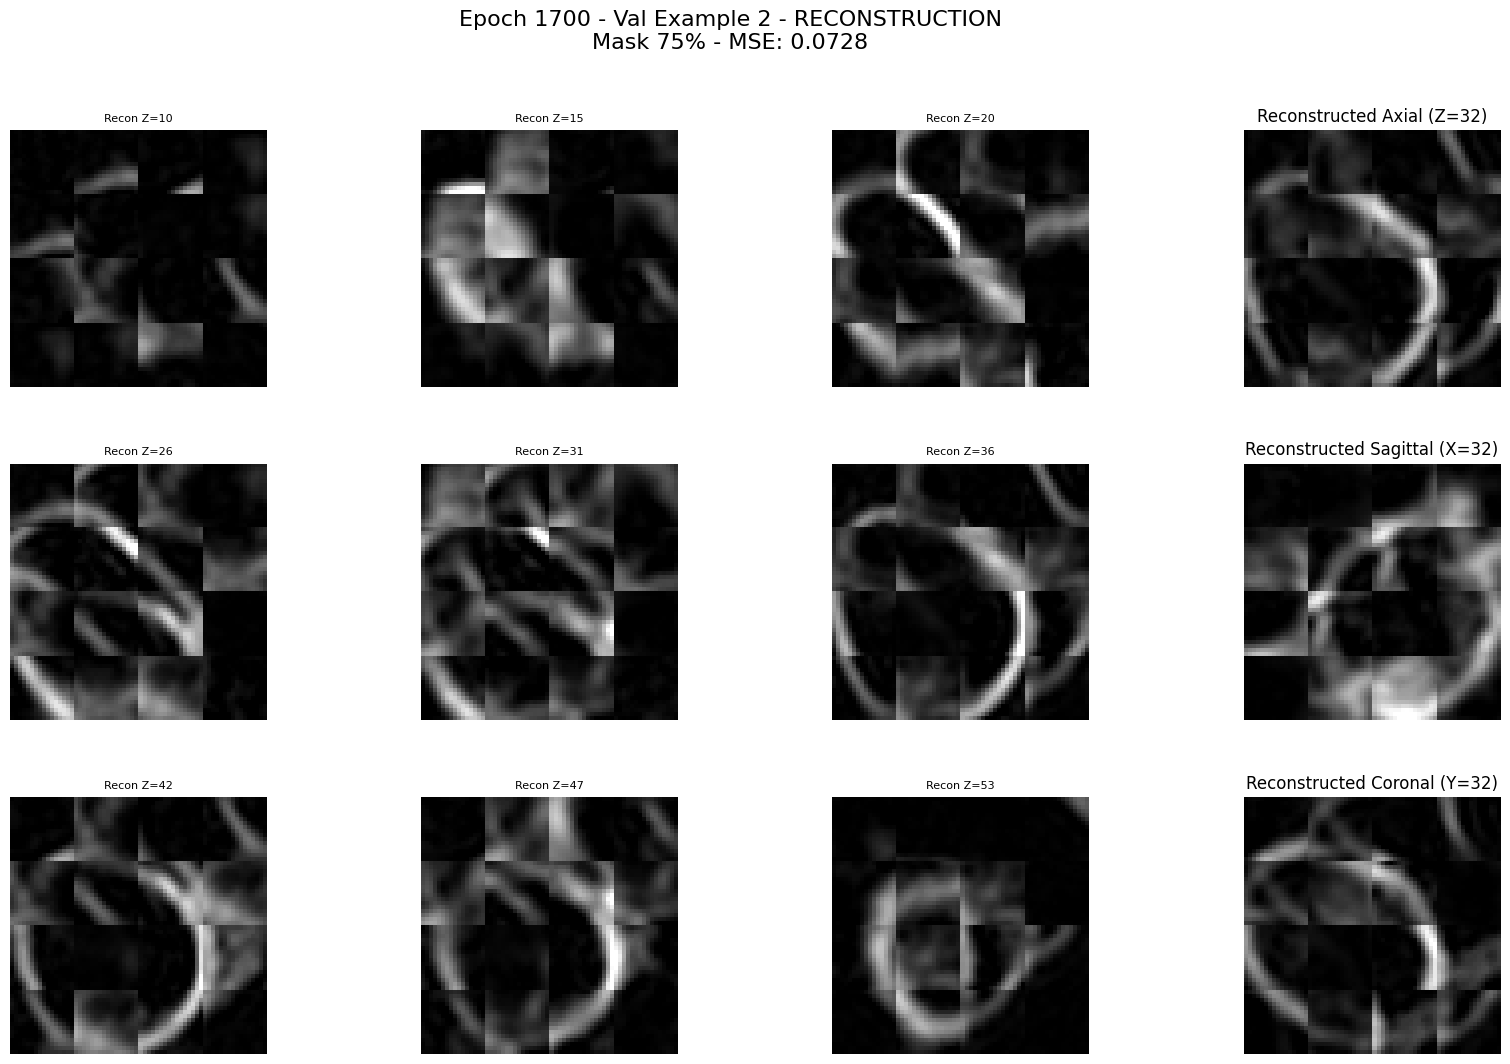 Epoch 1700 - Val Example 2 - RECONSTRUCTION
Mask 75% - MSE: 0.0728
Recon Z=10
Recon Z=15
Recon Z=20
Reconstructed Axial (Z=32)
Recon Z=26
Recon Z=31
Recon Z=36
Reconstructed Sagittal (X=32)
Recon Z=42
Recon Z=47
Recon Z=53
Reconstructed Coronal (Y=32)